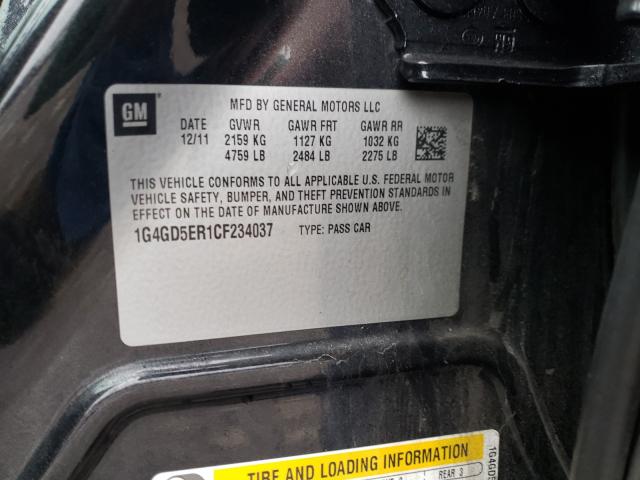 GM
MFD BY GENERAL MOTORS LLC
DATE GVWR GAWR FRT GAWR RR
12/11 2159 KG 1127 KG 1032 KG
4759 LB 2484 LB 2275 LB
THIS VEHICLE CONFORMS TO ALL APPLICABLE U.S. FEDERAL MOTOR
VEHICLE SAFETY, BUMPER, AND THEFT PREVENTION STANDARDS IN
EFFECT ON THE DATE OF MANUFACTURE SHOWN ABOVE.
1G4GD5ER1CF234037 TYPE: PASS CAR
TIRE AND LOADING INFORMATION
REAR 3
1G4GD5